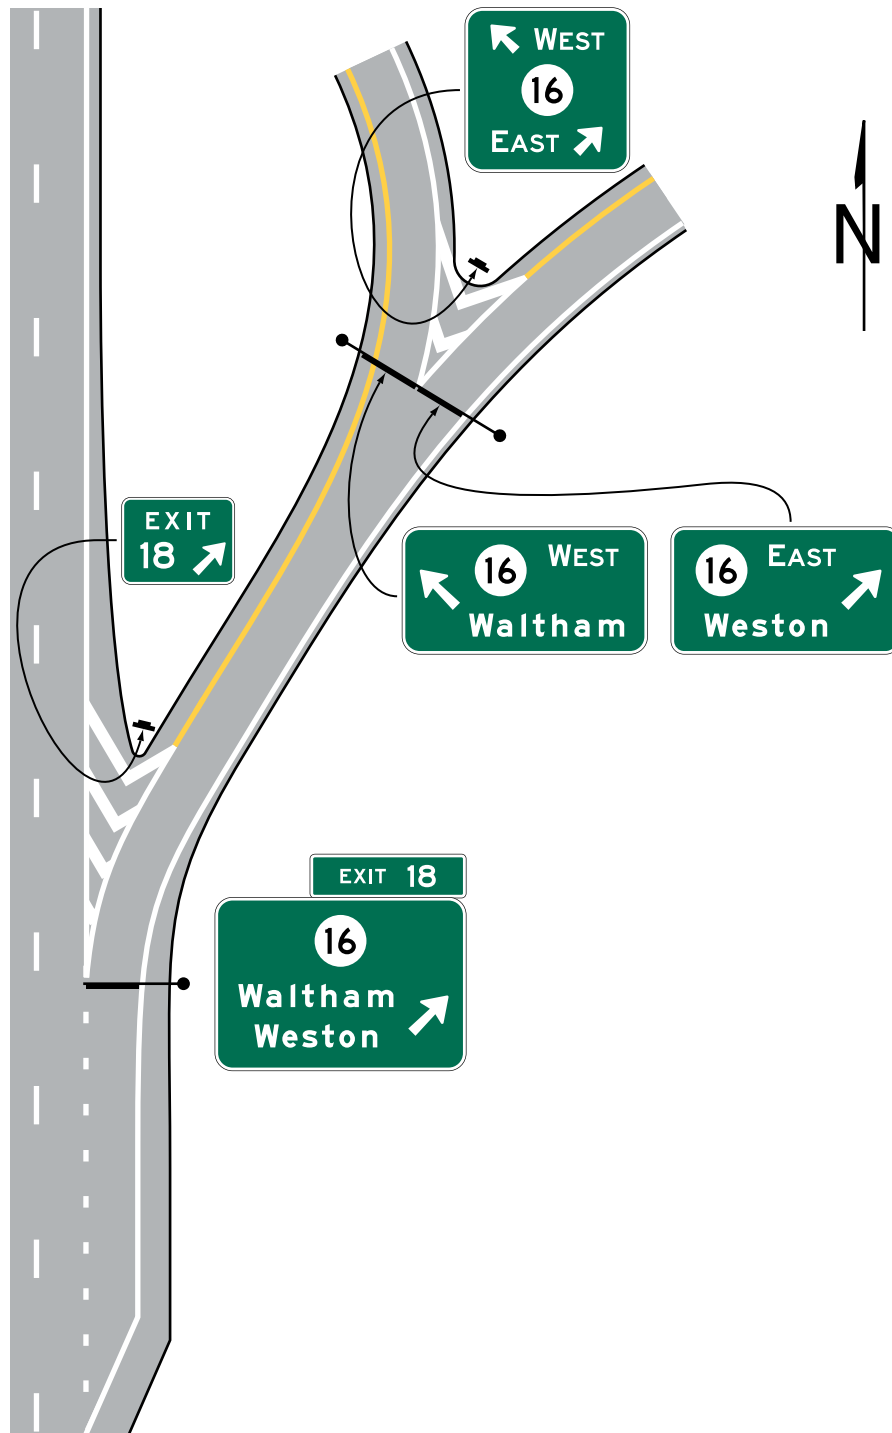 WEST
16
EAST
N
EXIT
18
16 WEST
Waltham
16 EAST
Weston
EXIT 18
16
Waltham
Weston